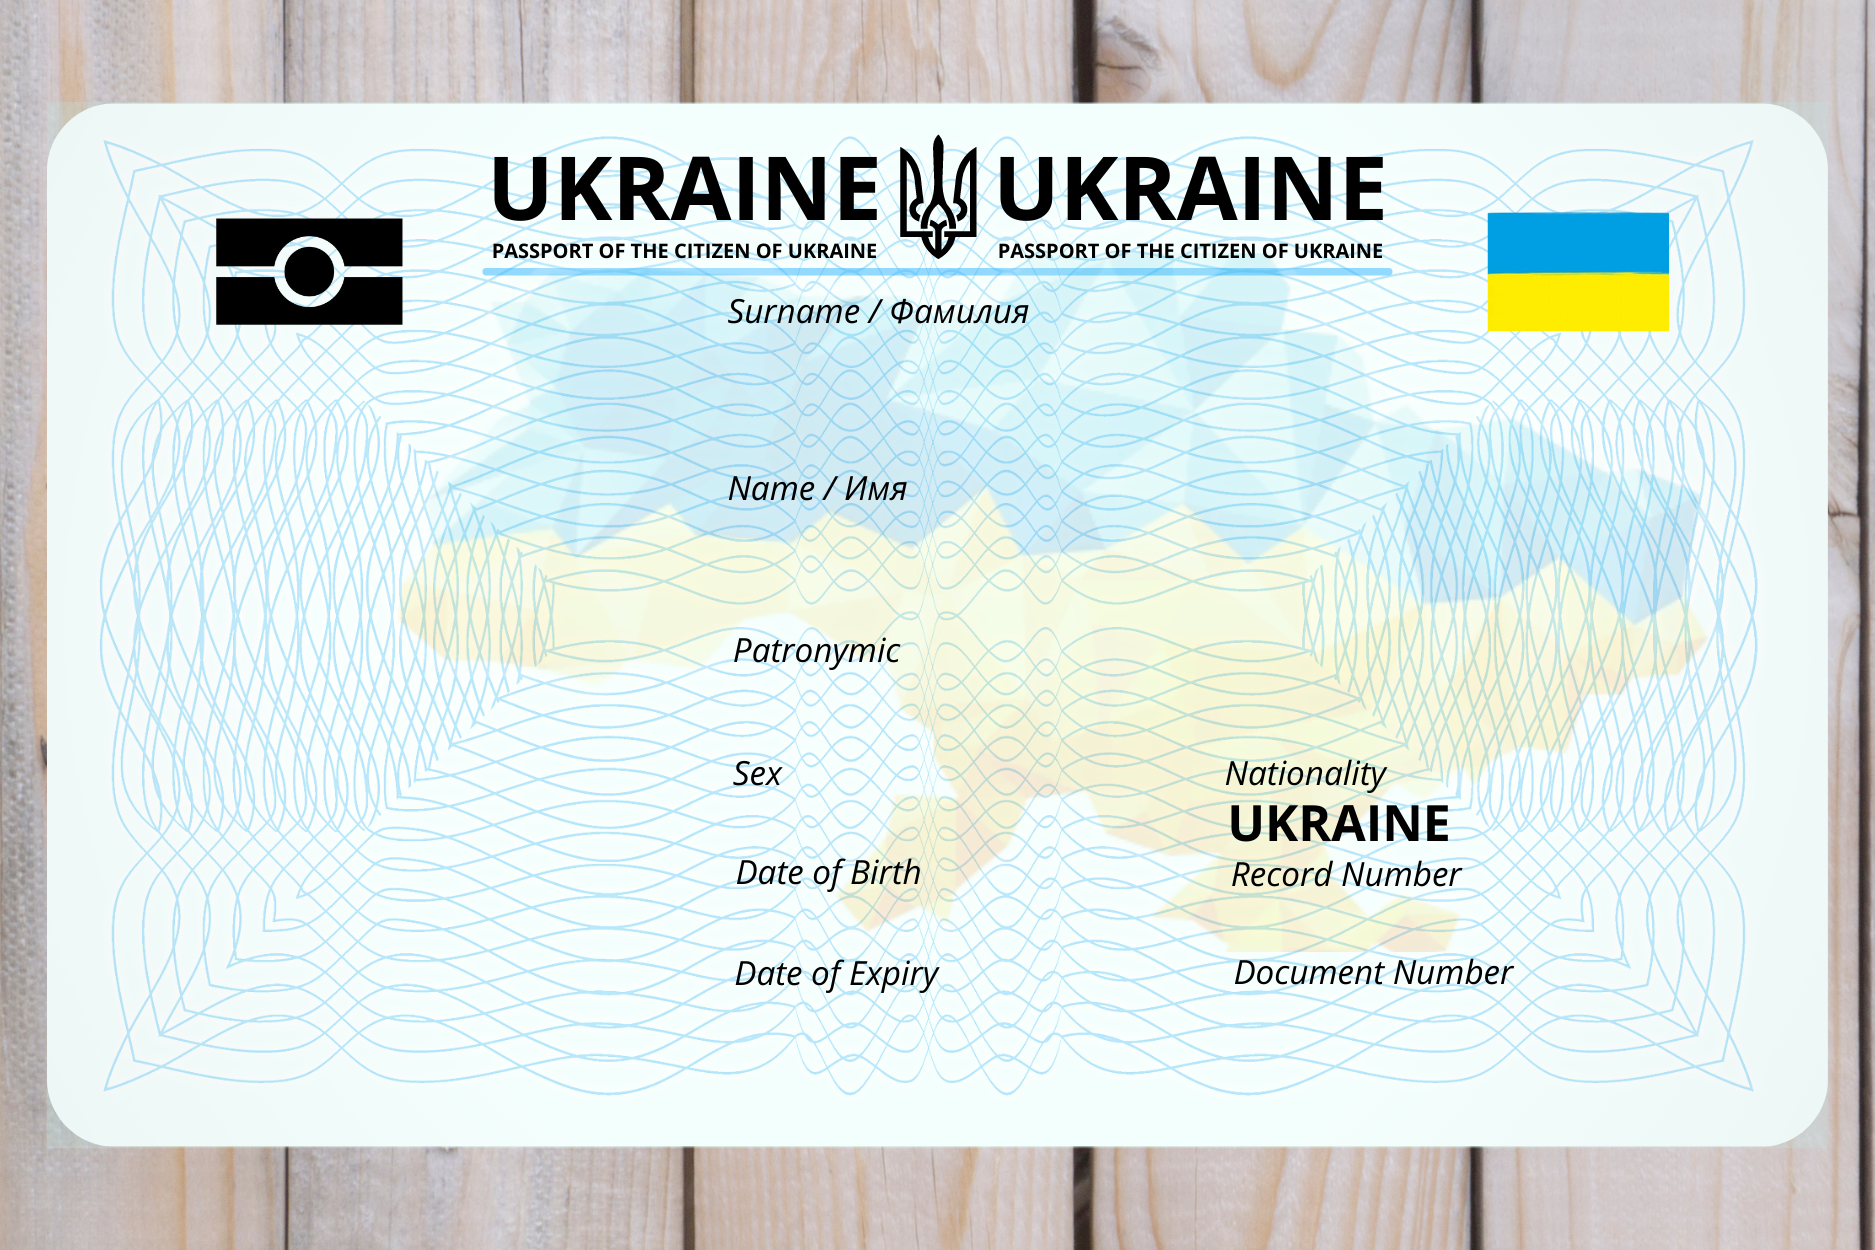 UKRAINE UKRAINE
PASSPORT OF THE CITIZEN OF UKRAINE PASSPORT OF THE CITIZEN OF UKRAINE
Surname / Фамилия
Name / Имя
Patronymic
Sex Nationality
UKRAINE
Date of Birth Record Number
Date of Expiry Document Number